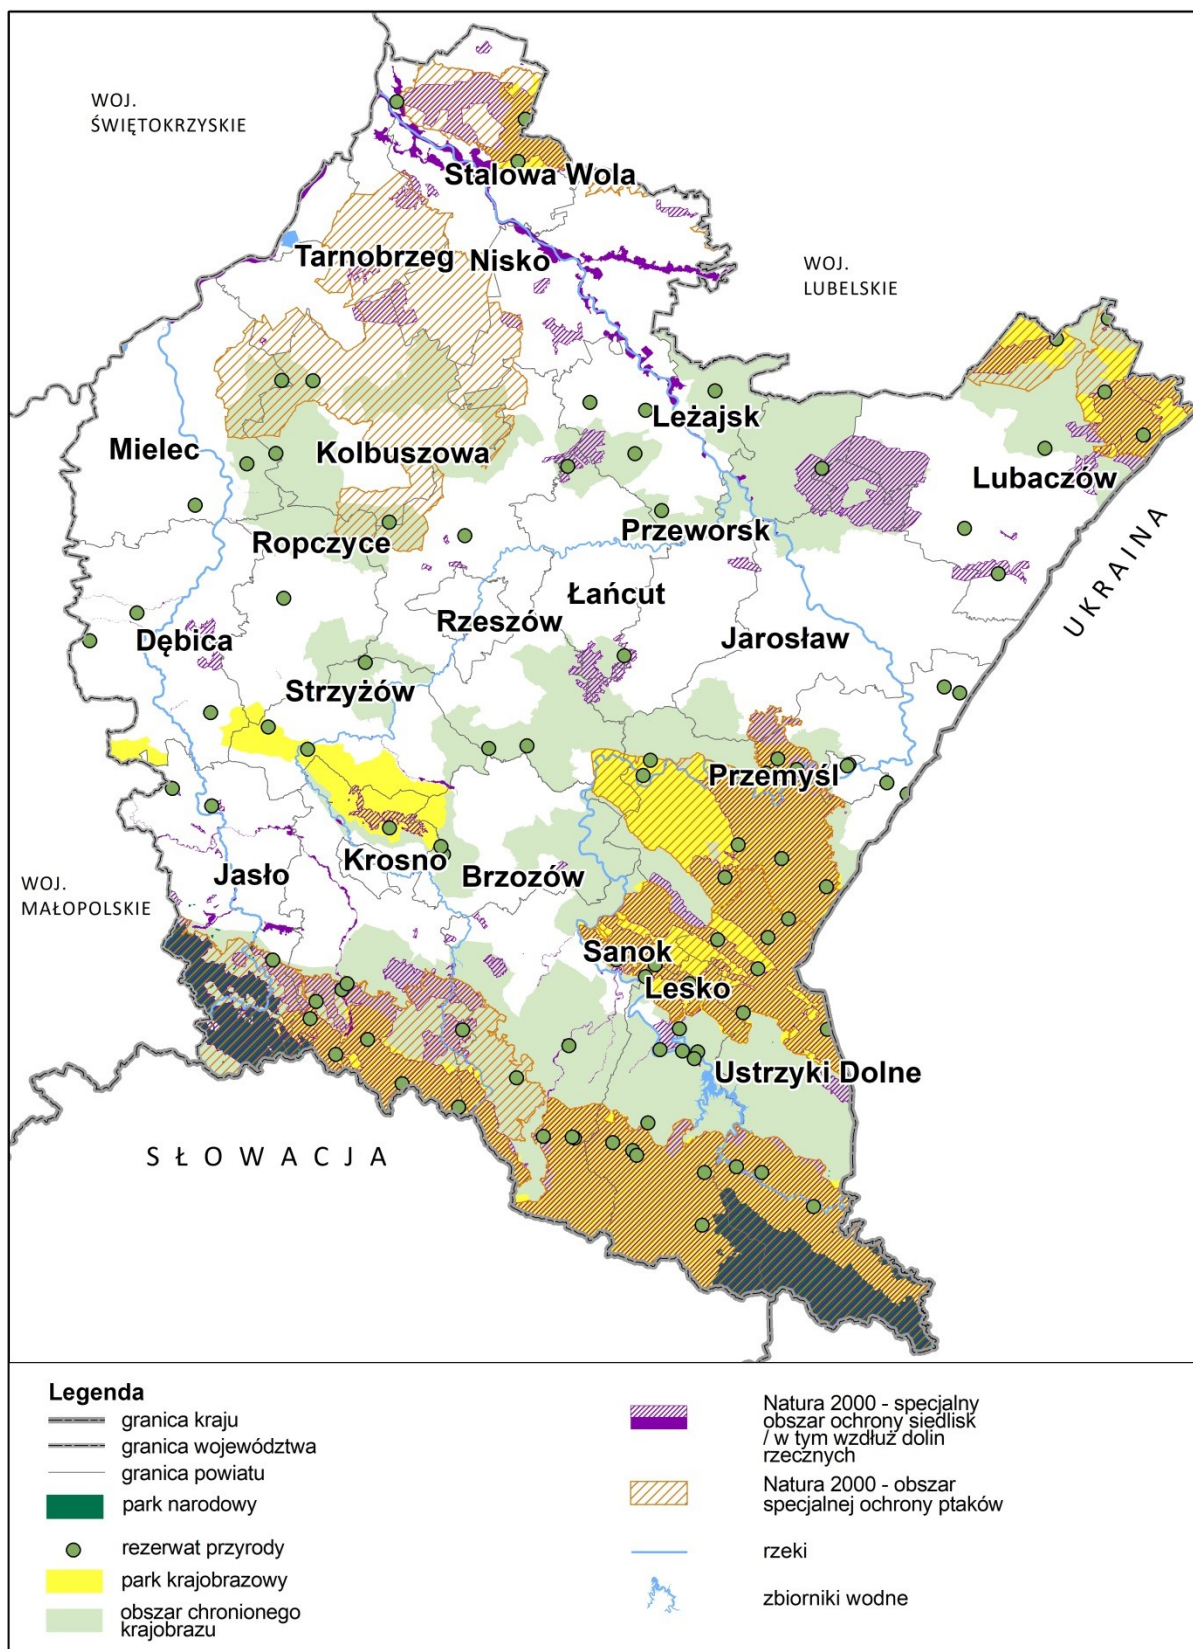 WOJ.
ŚWIĘTOKRZYSKIE
Stalowa Wola
Tarnobrzeg
Nisko
WOJ.
LUBELSKIE
Leżajsk
Mielec
Kolbuszowa
Lubaczów
Ropczyce
Przeworsk
UKRAINA
Łańcut
Rzeszów
Dębica
Jarosław
Strzyżów
Przemyśl
Krosno
Jasło
Brzozów
WOJ.
MAŁOPOLSKIE
Sanok
Lesko
Ustrzyki Dolne
SŁOWACJA
Legenda
granica kraju
granica województwa
granica powiatu
park narodowy
rezerwat przyrody
park krajobrazowy
obszar chronionego
krajobrazu
Natura 2000 - specjalny
obszar ochrony siedlisk
/ w tym wzdłuż dolin
rzecznych
Natura 2000 - obszar
specjalnej ochrony ptaków
rzeki
zbiorniki wodne